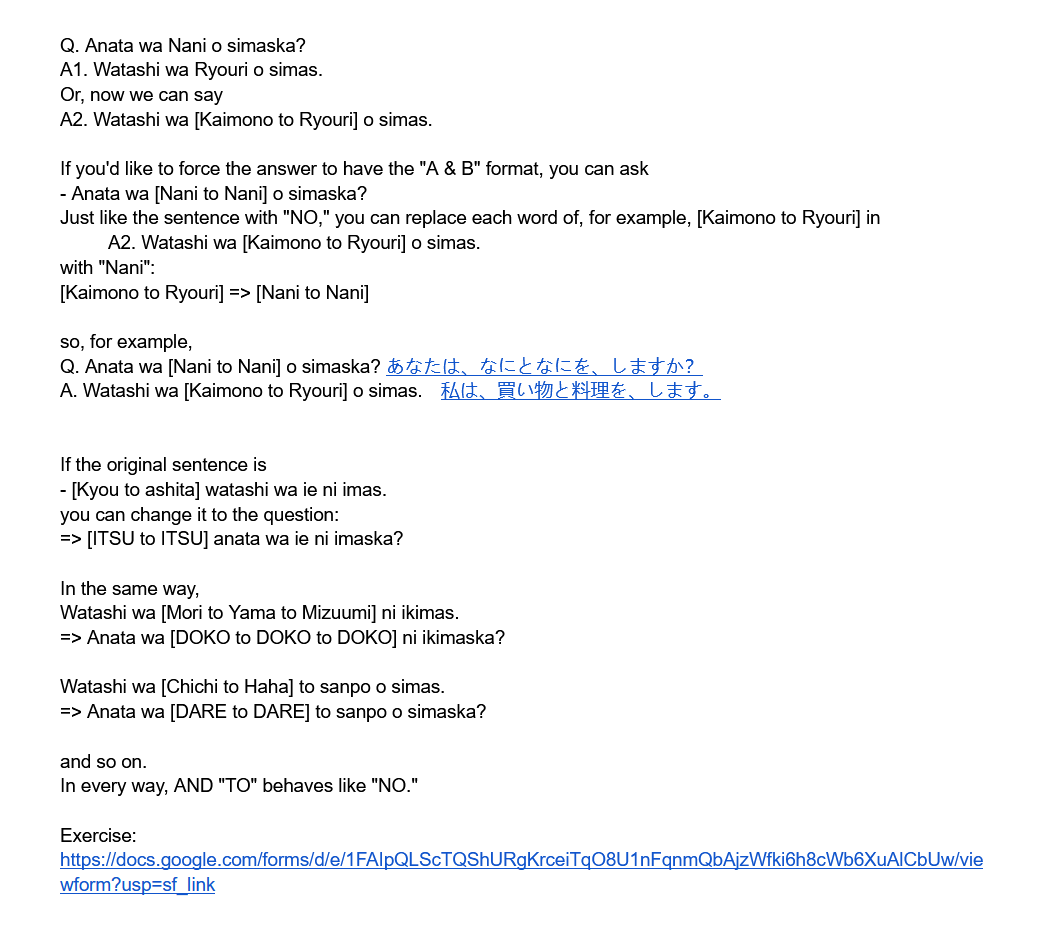 Q. Anata wa Nani o simaska?
A1. Watashi wa Ryouri o simas.
Or, now we can say
A2. Watashi wa [Kaimono to Ryouri] o simas.
If you'd like to force the answer to have the "A & B" format, you can ask
- Anata wa [Nani to Nani] o simaska?
Just like the sentence with "NO," you can replace each word of, for example, [Kaimono to Ryouri] in
A2. Watashi wa [Kaimono to Ryouri] o simas.
with "Nani":
[Kaimono to Ryouri] => [Nani to Nani]
so, for example,
Q. Anata wa [Nani to Nani] o simaska? あなたは、なにとなにを、しますか?
A. Watashi wa [Kaimono to Ryouri] o simas. 私は、買い物と料理を、します。
If the original sentence is
- [Kyou to ashita] watashi wa ie ni imas.
you can change it to the question:
=> [ITSU to ITSU] anata wa ie ni imaska?
In the same way,
Watashi wa [Mori to Yama to Mizuumi] ni ikimas.
=> Anata wa [DOKO to DOKO to DOKO] ni ikimaska?
Watashi wa [Chichi to Haha] to sanpo o simas.
=> Anata wa [DARE to DARE] to sanpo o simaska?
and so on.
In every way, AND "TO" behaves like "NO."
Exercise:
https://docs.google.com/forms/d/e/1FAIpQLScTQShURgKrceiTqO8U1nFqnmQbAjzWfki6h8cWb6XuAlCbUw/vie
wform?usp=sf_link